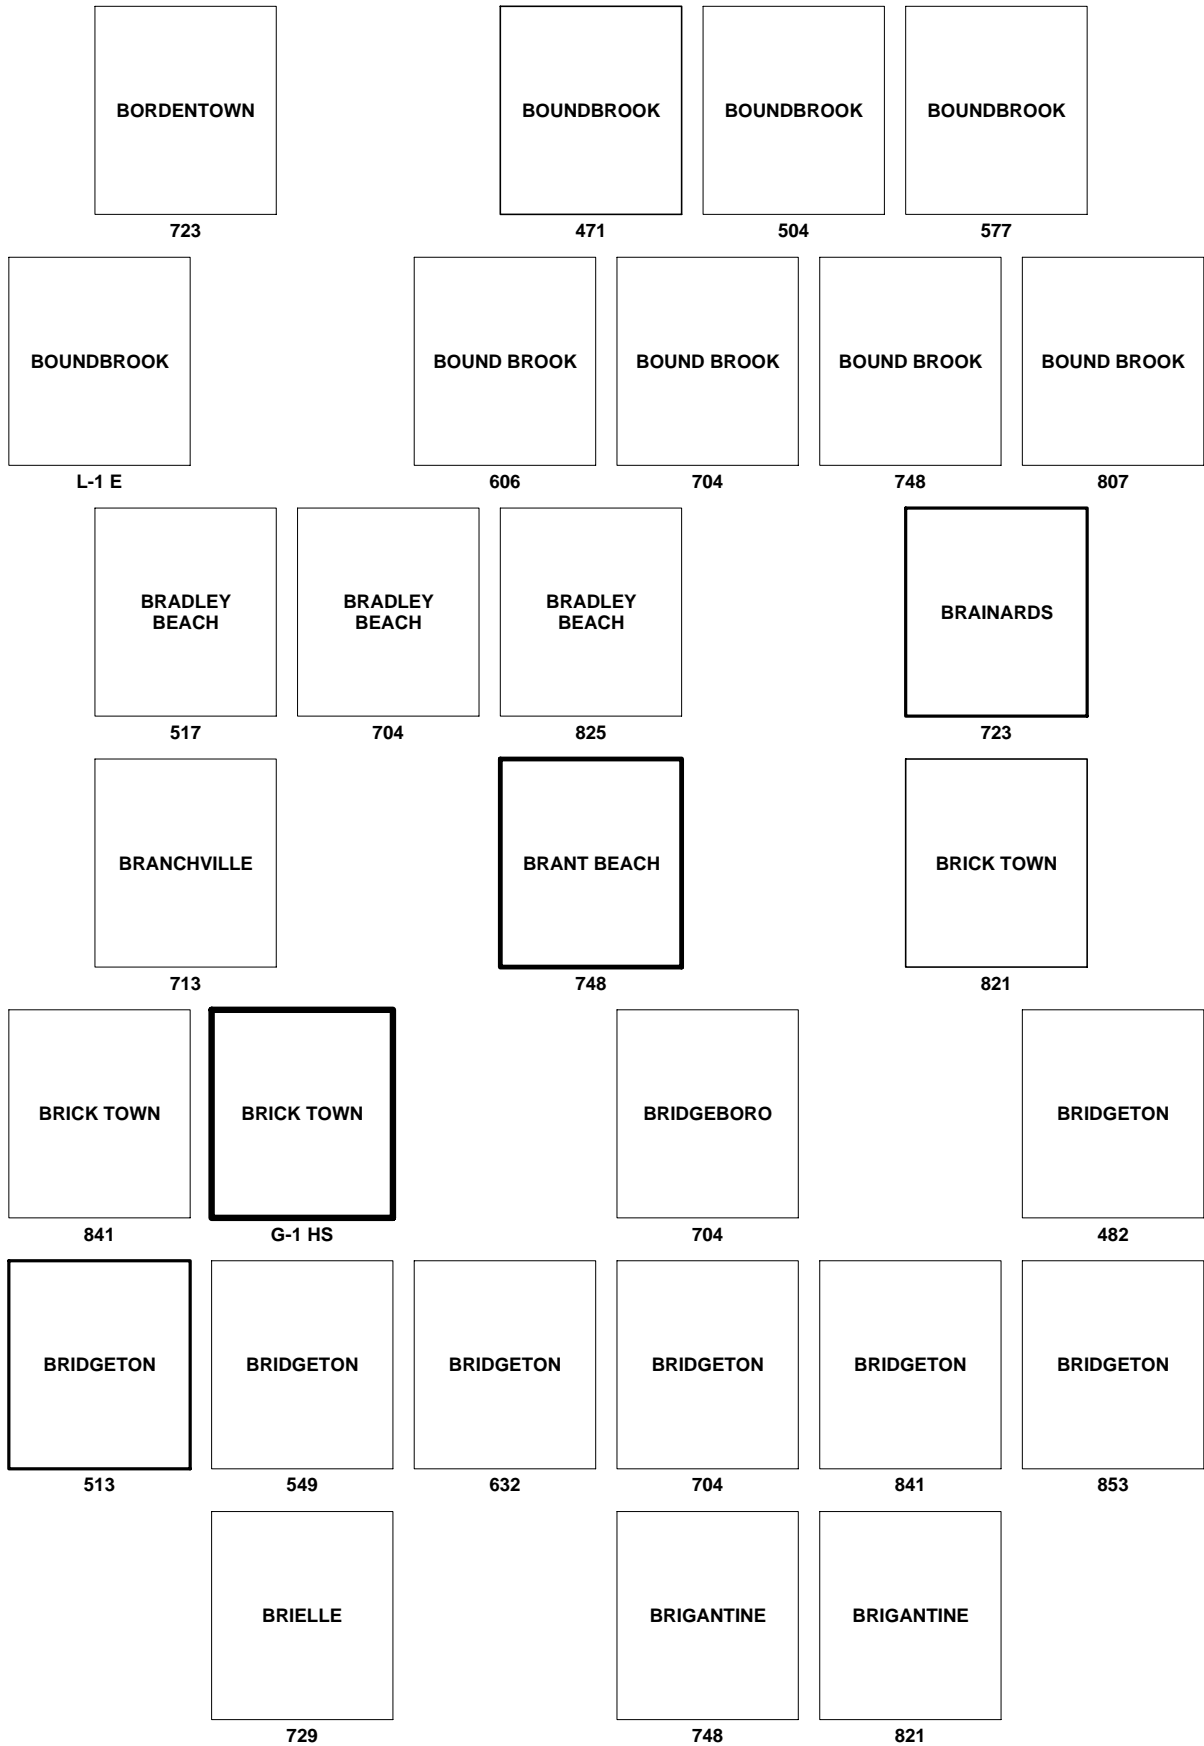 BORDENTOWN
BOUNDBROOK
BOUNDBROOK
BOUNDBROOK
723
471
504
577
BOUNDBROOK
BOUND BROOK
BOUND BROOK
BOUND BROOK
BOUND BROOK
L-1 E
606
704
748
807
BRADLEY
BEACH
BRADLEY
BEACH
BRADLEY
BEACH
BRAINARDS
517
704
825
723
BRANCHVILLE
BRANT BEACH
BRICK TOWN
713
748
821
BRICK TOWN
BRICK TOWN
BRIDGEBORO
BRIDGETON
841
G-1 HS
704
482
BRIDGETON
BRIDGETON
BRIDGETON
BRIDGETON
BRIDGETON
BRIDGETON
513
549
632
704
841
853
BRIELLE
BRIGANTINE
BRIGANTINE
729
748
821